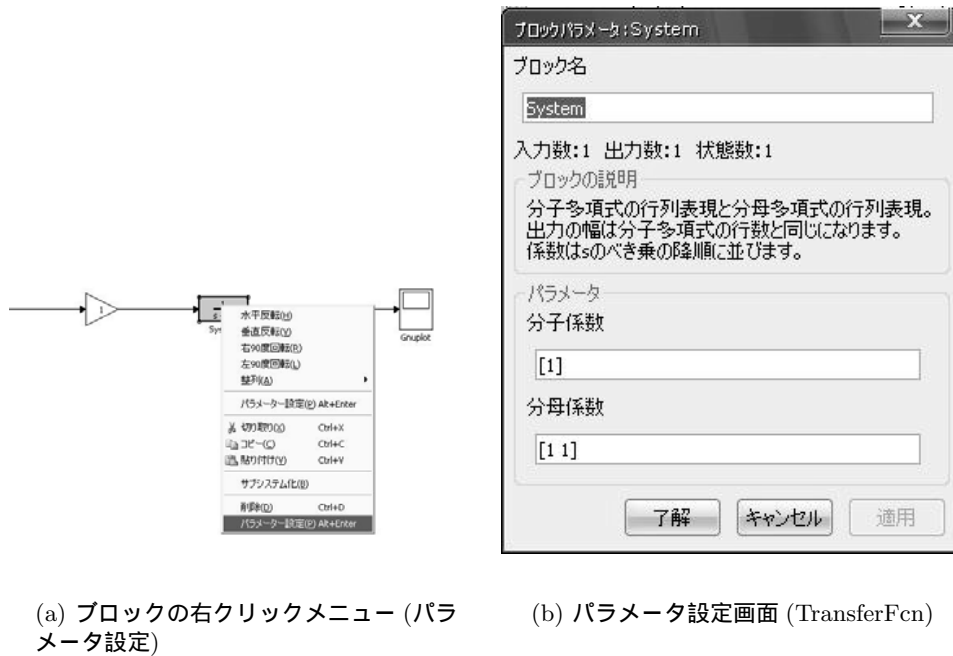 1
s
Sys
Gnuplot
水平反転(H)
垂直反転(V)
右90度回転(R)
左90度回転(L)
整列(A)
パラメーター設定(P) Alt+Enter
切り取り(X) Ctrl+X
コピー(C) Ctrl+C
貼り付け(V) Ctrl+V
サブシステム化(B)
削除(D) Ctrl+D
パラメーター設定(P) Alt+Enter
(a) ブロックの右クリックメニュー (パラ
メータ設定)
ブロックパラメータ:System
ブロック名
System
入力数:1 出力数:1 状態数:1
ブロックの説明
分子多項式の行列表現と分母多項式の行列表現。
出力の幅は分子多項式の行数と同じになります。
係数はsのべき乗の降順に並びます。
パラメータ
分子係数
[1]
分母係数
[1 1]
了解 キャンセル 適用
(b) パラメータ設定画面 (TransferFcn)